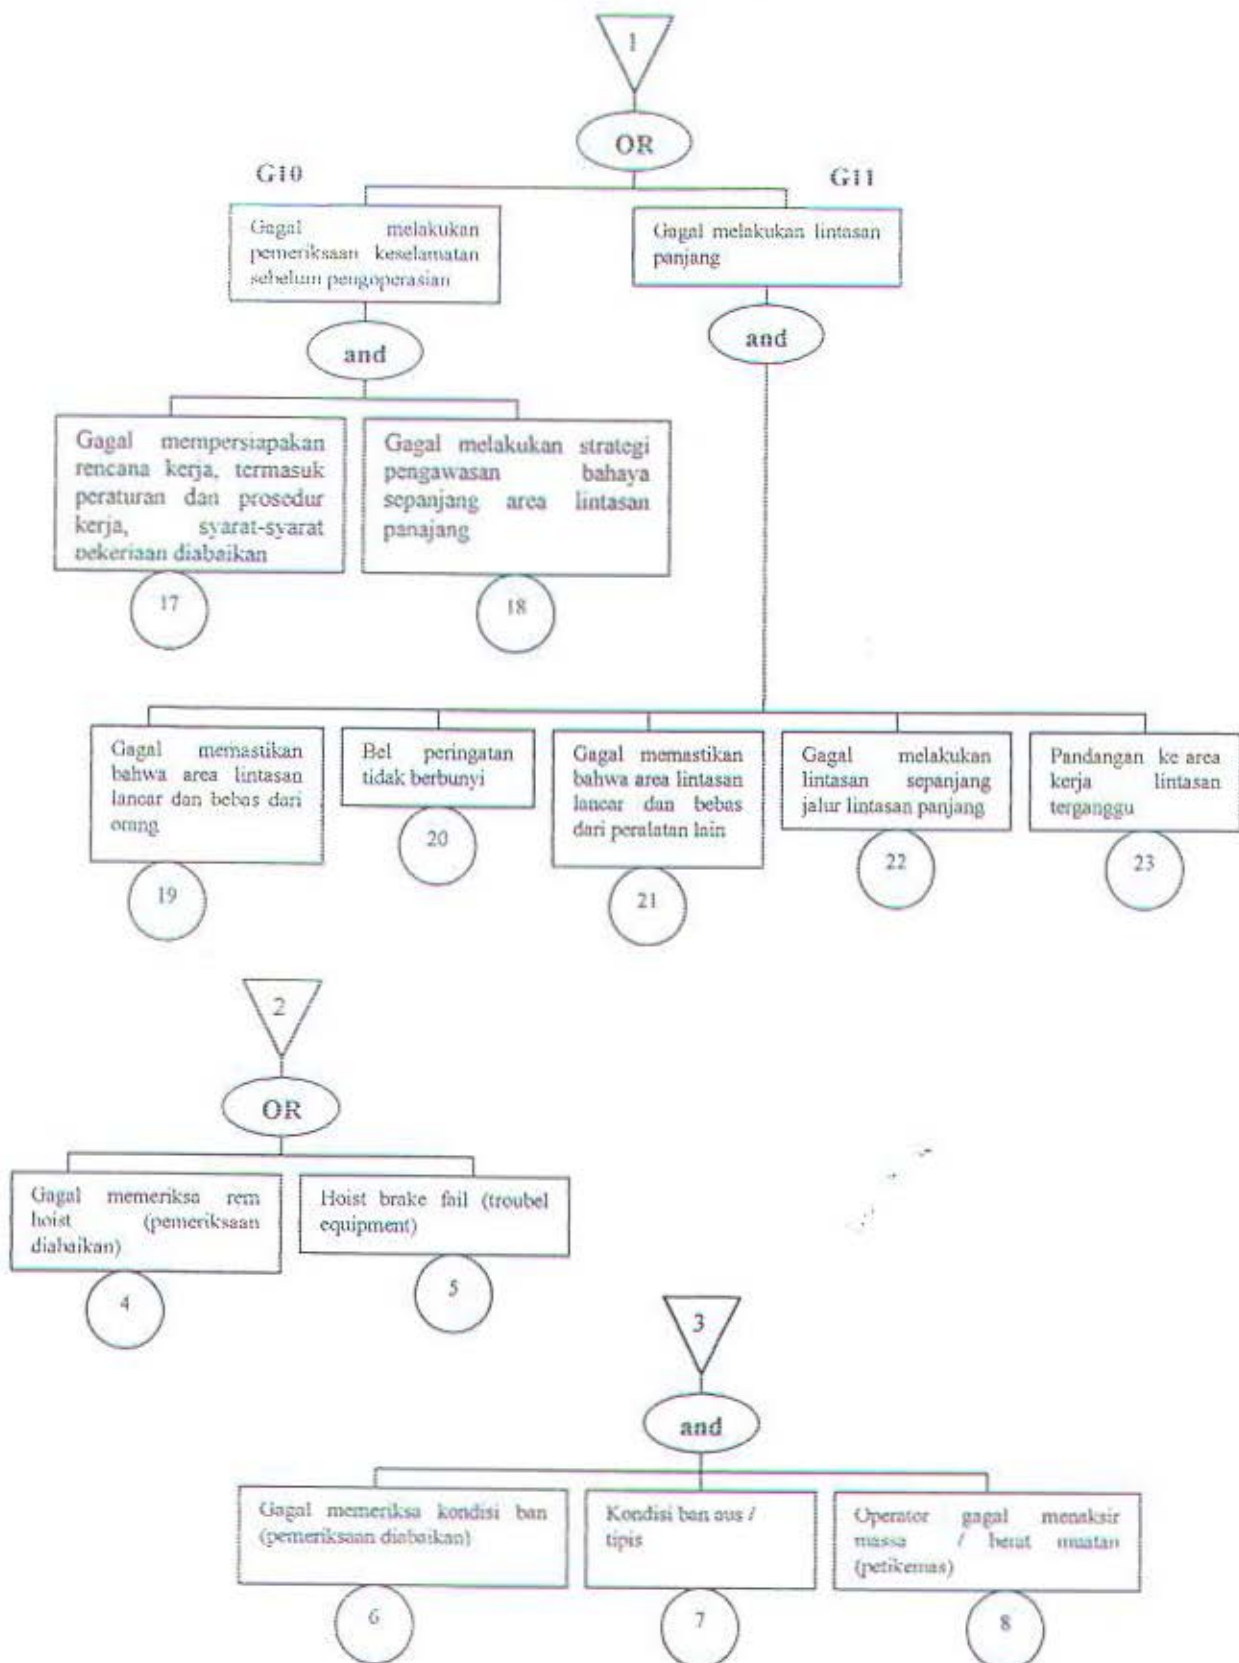 1
OR
G10
G11
Gagal melakukan
pemeriksaan keselamatan
sebelum pengoperasian
Gagal melakukan lintasan
panjang
and
and
Gagal mempersiapakan
rencana kerja, termasuk
peraturan dan prosedur
kerja, syarat-syarat
pekerjaan diabaikan
Gagal melakukan strategi
pengawasan bahaya
sepanjang area lintasan
panajang
17
18
Gagal memastikan
bahwa area lintasan
lancar dan bebas dari
orang
Bel peringatan
tidak berbunyi
Gagal memastikan
bahwa area lintasan
lancar dan bebas
dari peralatan lain
Gagal melakukan
lintasan sepanjang
jalur lintasan panjang
Pandangan ke area
kerja lintasan
terganggu
19
20
21
22
23
2
OR
Gagal memeriksa rem
hoist (pemeriksaan
diabaikan)
Hoist brake fail (troubel
equipment)
4
5
3
and
Gagal memeriksa kondisi ban
(pemeriksaan diabaikan)
Kondisi ban aus /
tipis
Operator gagal menaksir
massa / berat muatan
(petikemas)
6
7
8